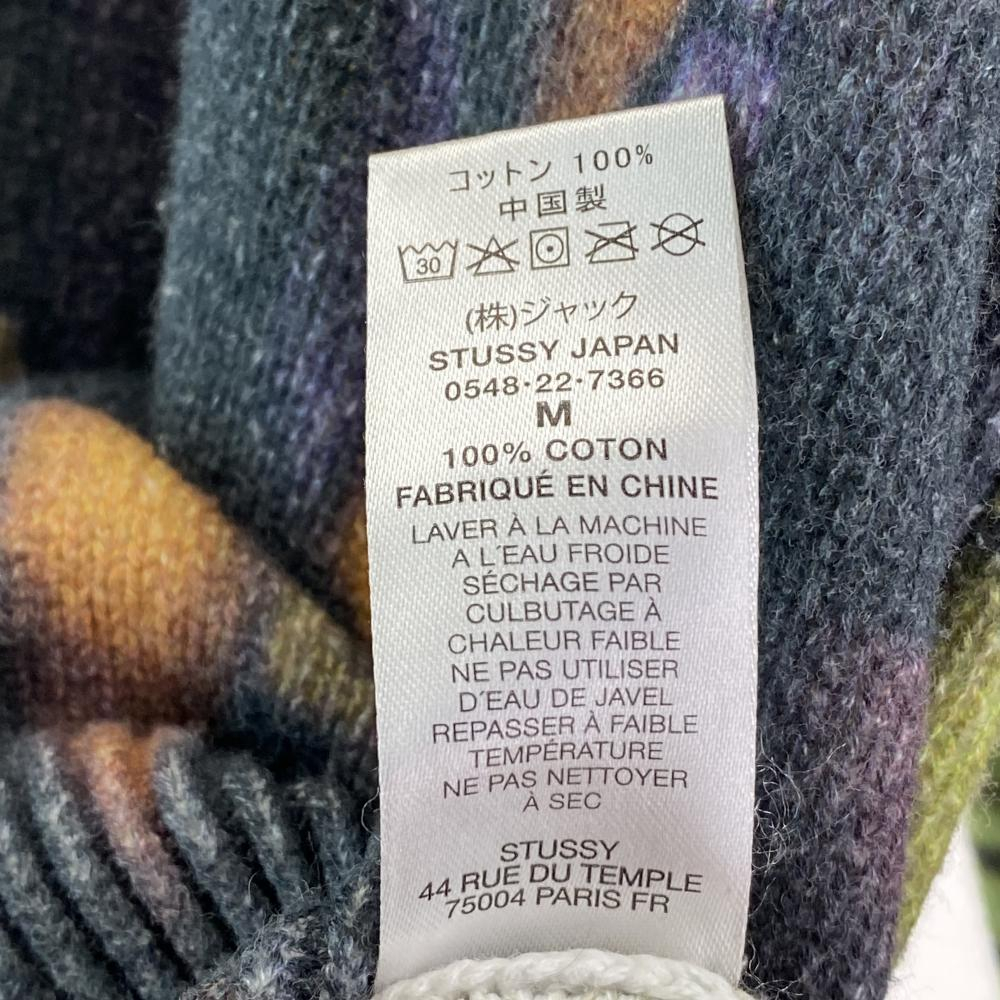 コットン 100%
中国製
30
(株)ジャック
STUSSY JAPAN
0548·22·7366
M
100% COTON
FABRIQUÉ EN CHINE
LAVER À LA MACHINE
A L'EAU FROIDE
SÉCHAGE PAR
CULBUTAGE À
CHALEUR FAIBLE
NE PAS UTILISER
D'EAU DE JAVEL
REPASSER À FAIBLE
TEMPÉRATURE
NE PAS NETTOYER
À SEC
STUSSY
44 RUE DU TEMPLE
75004 PARIS FR